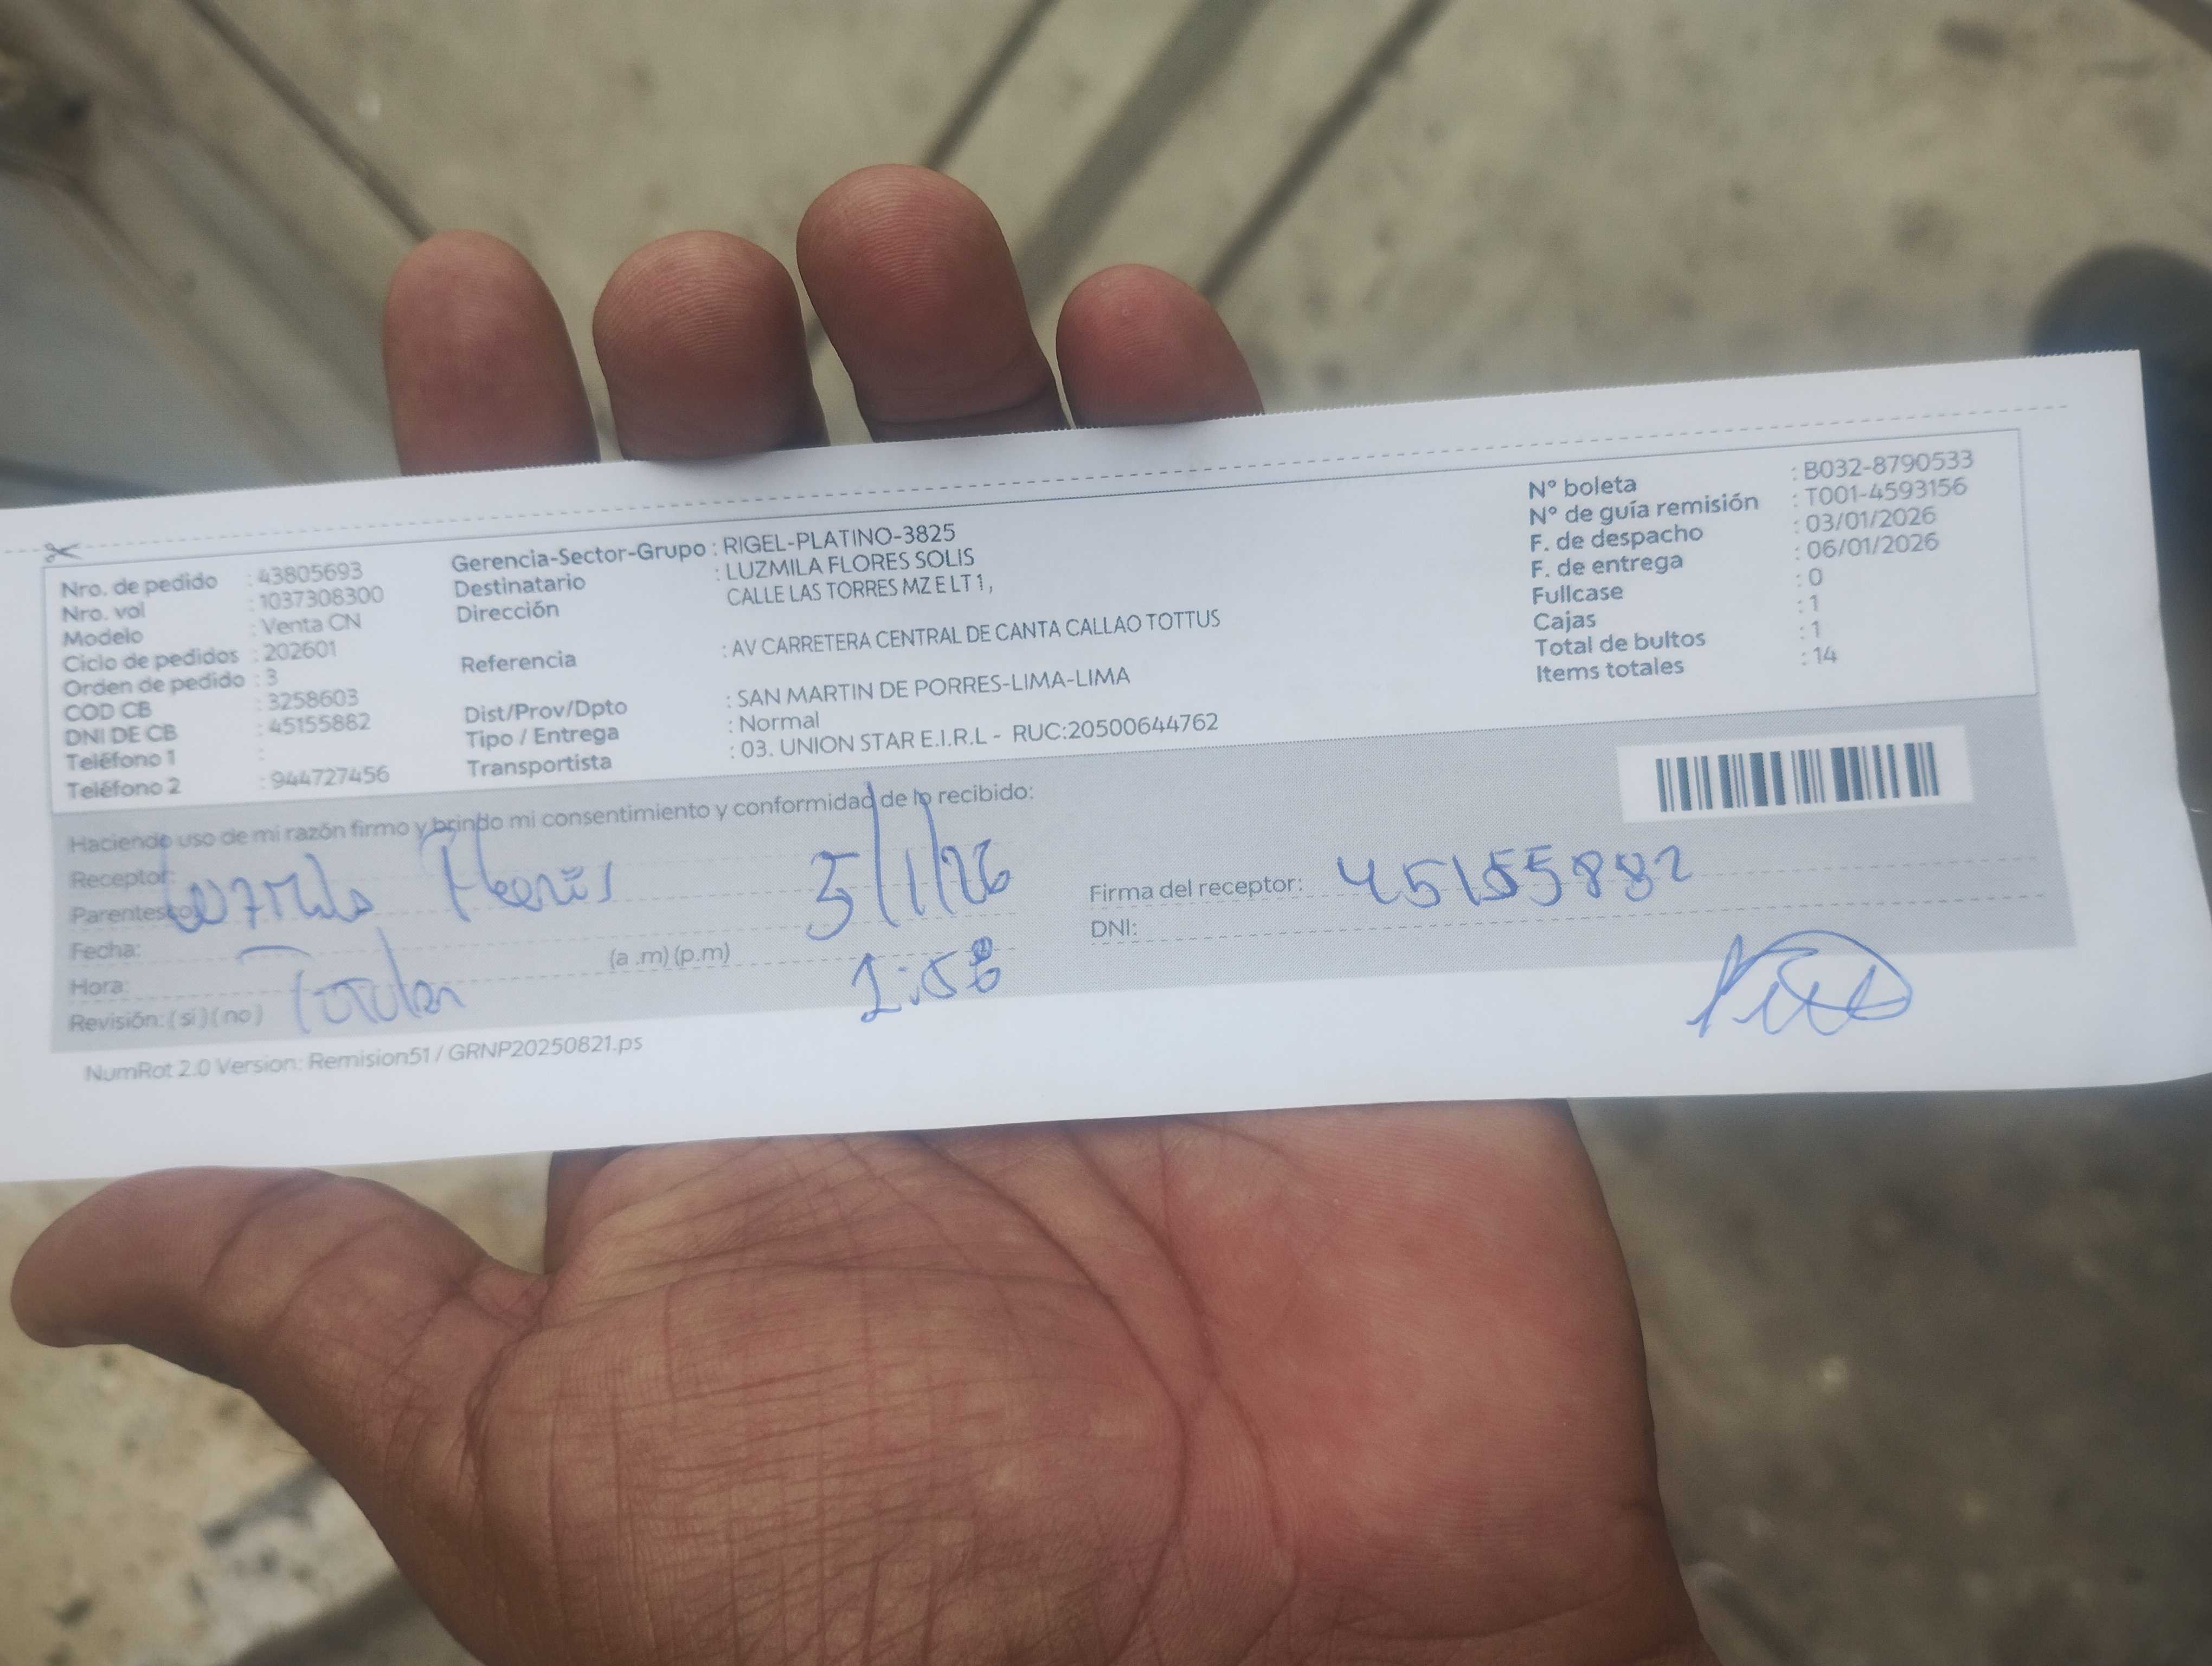 Nro. de pedido : 43805693
Nro. vol : 1037308300
Modelo : Venta CN
Ciclo de pedidos : 202601
Orden de pedido : 3
COD CB : 3258603
DNI DE CB : 45155882
Teléfono 1 :
Teléfono 2 : 944727456
Gerencia-Sector-Grupo : RIGEL-PLATINO-3825
Destinatario : LUZMILA FLORES SOLIS
Dirección CALLE LAS TORRES MZ E LT 1,
Referencia : AV CARRETERA CENTRAL DE CANTA CALLAO TOTTUS
Dist/Prov/Dpto : SAN MARTIN DE PORRES-LIMA-LIMA
Tipo / Entrega : Normal
Transportista : 03. UNION STAR E.I.R.L - RUC:20500644762
N° boleta : B032-8790533
N° de guía remisión : T001-4593156
F. de despacho : 03/01/2026
F. de entrega : 06/01/2026
Fullcase : 0
Cajas : 1
Total de bultos : 1
Items totales : 14
Haciendo uso de mi razón firmo y brindo mi consentimiento y conformidad de lo recibido:
Receptor:
Parentesco:
Fecha: 5/1/26
Hora: (a .m) (p.m)
Revisión: ( si ) ( no )
Firma del receptor: 45155882
DNI:
NumRot 2.0 Version: Remision51 / GRNP20250821.ps